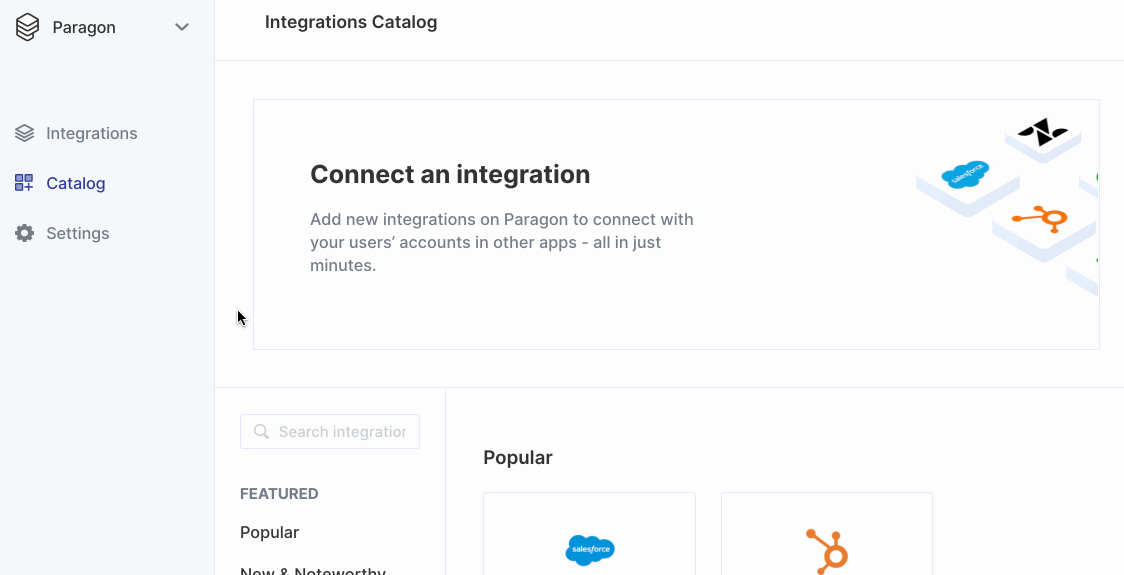 Paragon
Integrations Catalog
Integrations
Catalog
Settings
Connect an integration
Add new integrations on Paragon to connect with
your users’ accounts in other apps - all in just
minutes.
salesforce
Search integration
FEATURED
Popular
New & Noteworthy
Popular
salesforce